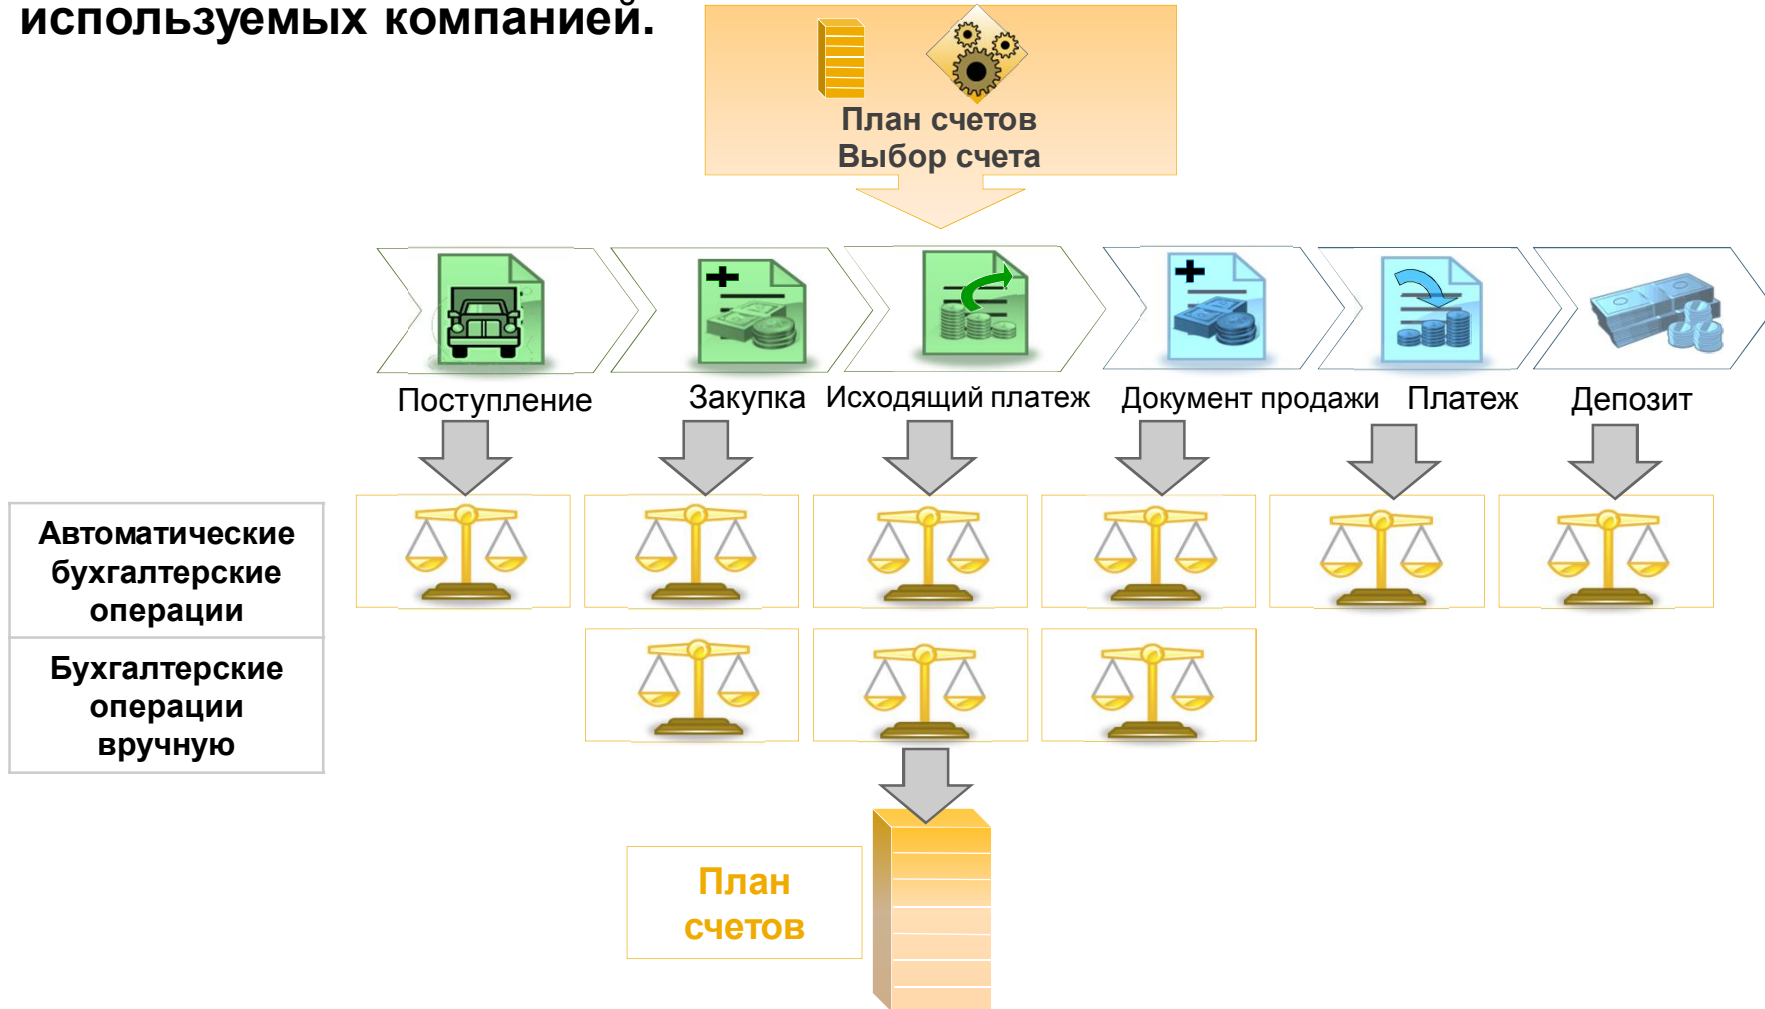 используемых компанией.
План счетов
Выбор счета
Поступление
Закупка
Исходящий платеж
Документ продажи
Платеж
Депозит
Автоматические
бухгалтерские
операции
Бухгалтерские
операции
вручную
План
счетов